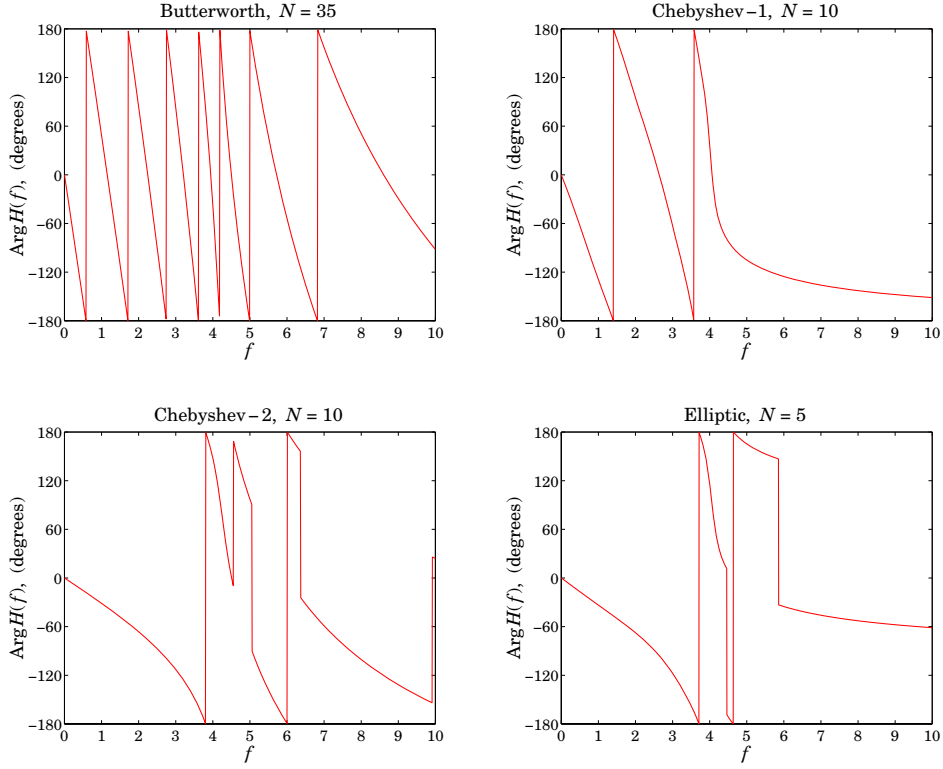 Butterworth, N = 35
180
120
60
0
−60
−120
−180
ArgH(f), (degrees)
0 1 2 3 4 5 6 7 8 9 10
f
Chebyshev−1, N = 10
180
120
60
0
−60
−120
−180
ArgH(f), (degrees)
0 1 2 3 4 5 6 7 8 9 10
f
Chebyshev−2, N = 10
180
120
60
0
−60
−120
−180
ArgH(f), (degrees)
0 1 2 3 4 5 6 7 8 9 10
f
Elliptic, N = 5
180
120
60
0
−60
−120
−180
ArgH(f), (degrees)
0 1 2 3 4 5 6 7 8 9 10
f